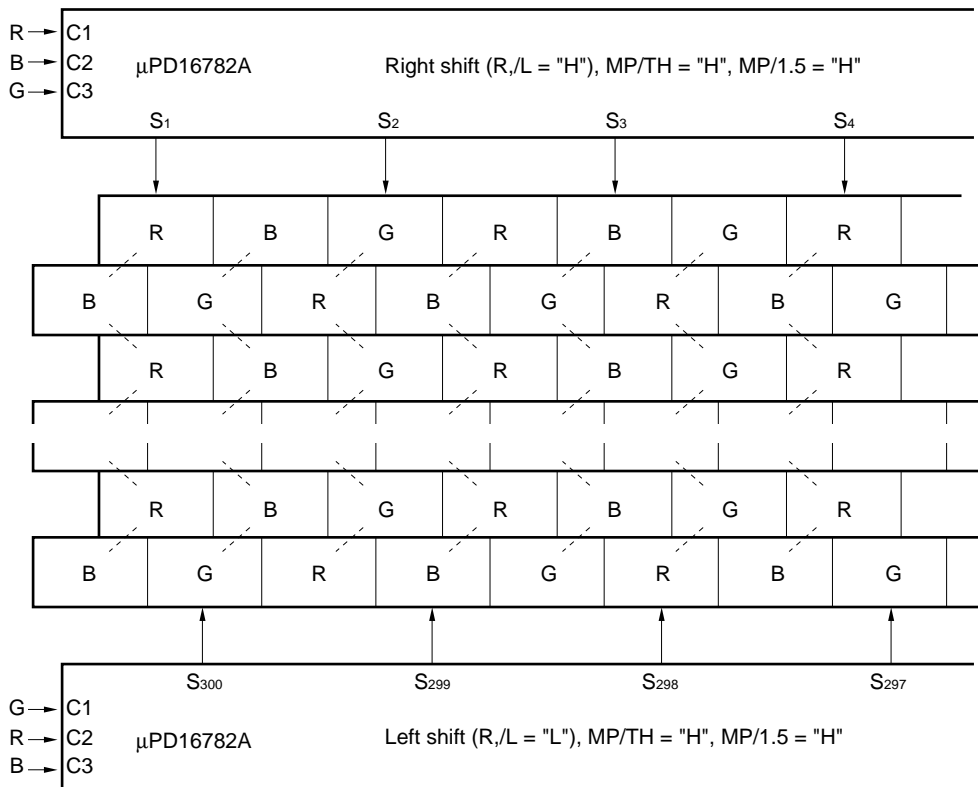 R C1
B C2 µPD16782A Right shift (R,/L = "H"), MP/TH = "H", MP/1.5 = "H"
G C3
S1 S2 S3 S4
R B G R B G R
B G R B G R B G
R B G R B G R
R B G R B G R
B G R B G R B G
S300 S299 S298 S297
G C1
R C2 µPD16782A Left shift (R,/L = "L"), MP/TH = "H", MP/1.5 = "H"
B C3